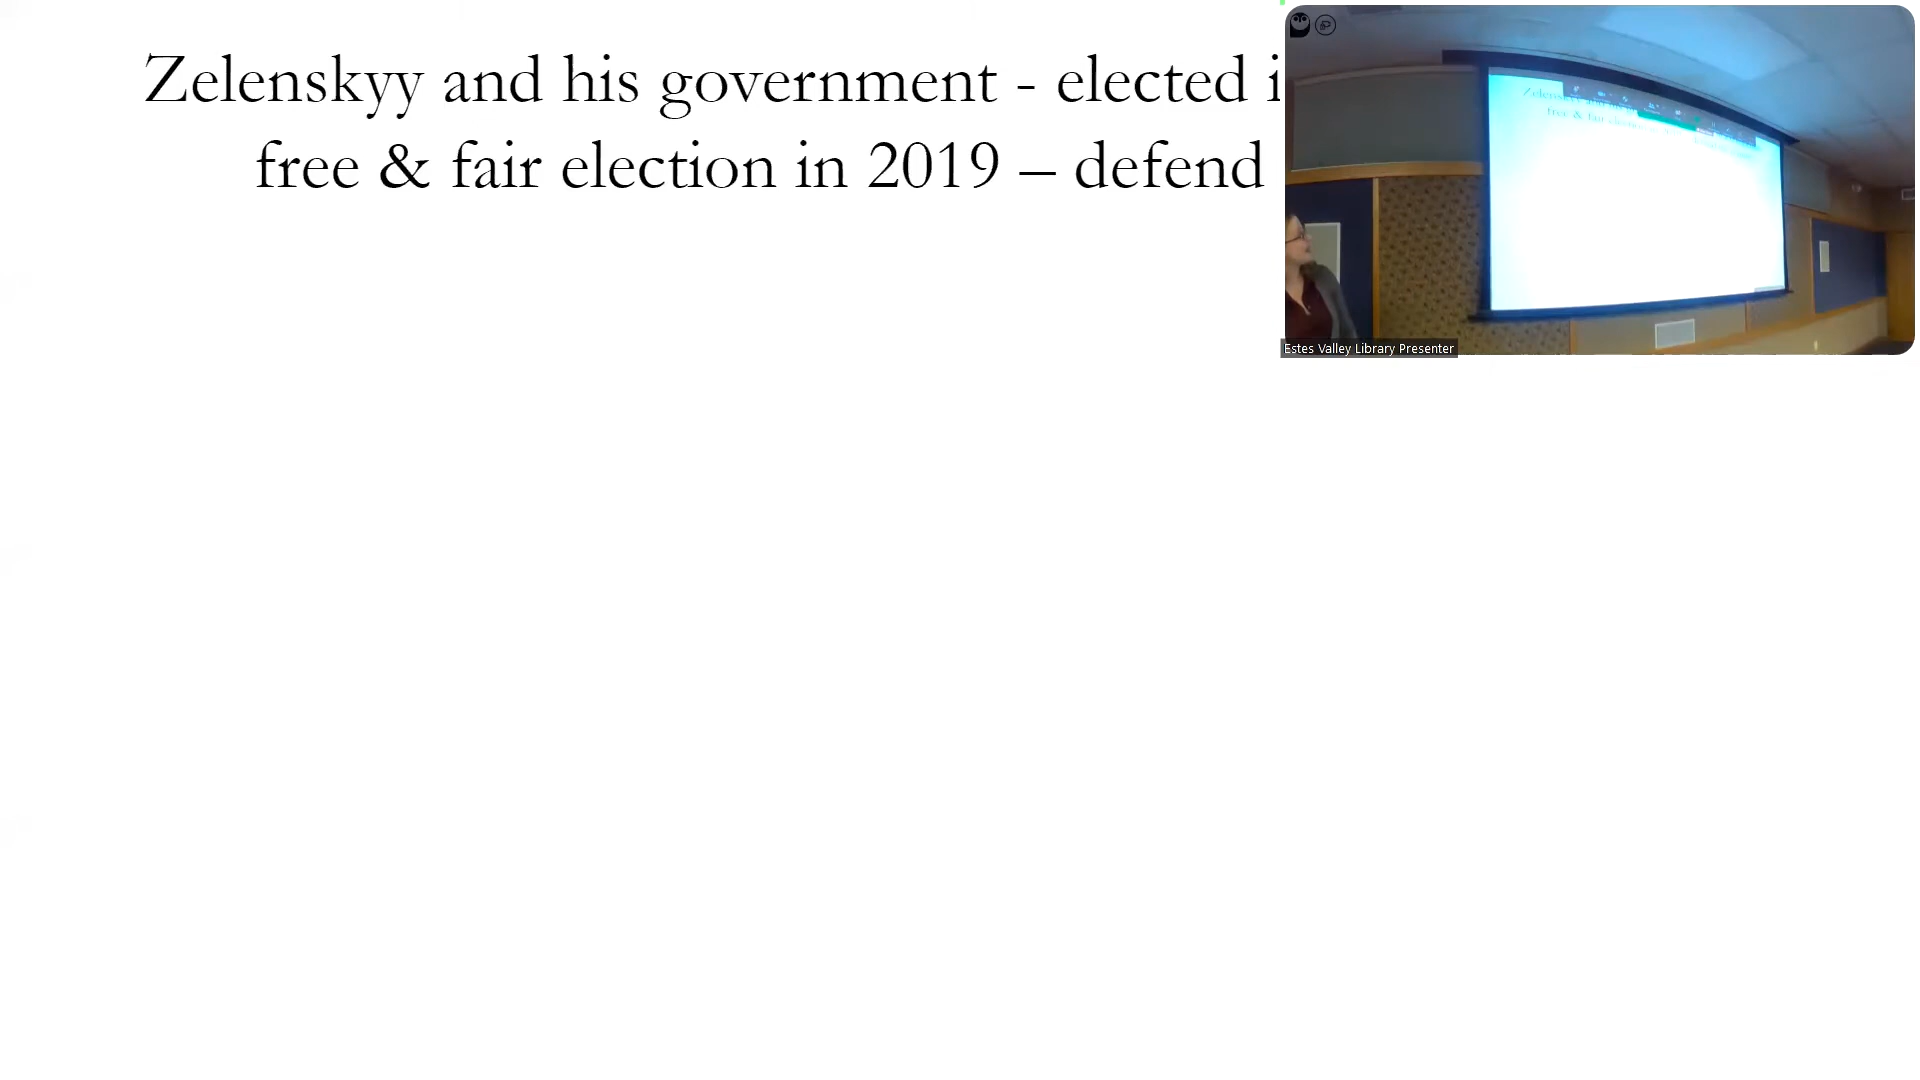 Zelenskyy and his government - elected i
free & fair election in 2019 – defend
Estes Valley Library Presenter